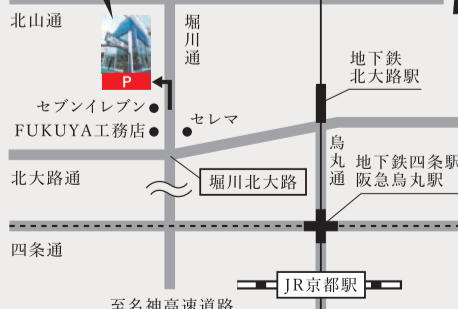 北山通
堀川通
P
地下鉄
北大路駅
セブンイレブン
FUKUYA工務店
セレマ
烏丸通
地下鉄四条駅
阪急烏丸駅
北大路通
堀川北大路
四条通
JR京都駅
至名神高速道路